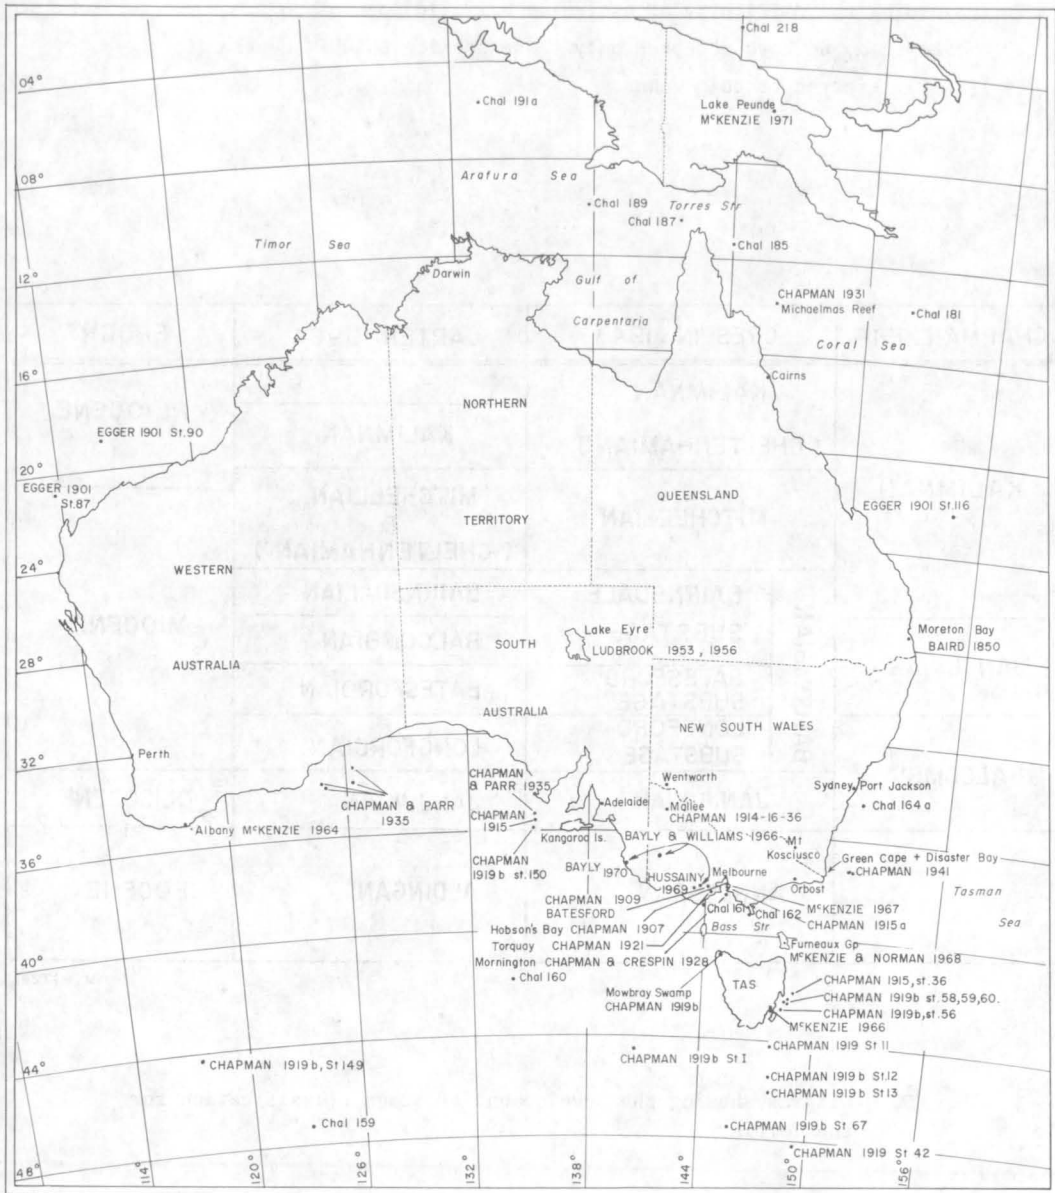 Chal 218
04°
Chal 191a
Lake Peunde
McKENZIE 1971
08°
Arafura Sea
Chal 189
Torres Str
Chal 187
Timor Sea
Chal 185
12°
Darwin
Gulf of
Carpentaria
CHAPMAN 1931
Michaelmas Reef
Chal 181
Coral Sea
16°
Cairns
NORTHERN
EGGER 1901 St.90
20°
EGGER 1901
St.87
QUEENSLAND
EGGER 1901 St.116
TERRITORY
24°
WESTERN
Lake Eyre
LUDBROOK 1953, 1956
SOUTH
Moreton Bay
BAIRD 1850
28°
AUSTRALIA
AUSTRALIA
NEW SOUTH WALES
32°
Perth
CHAPMAN
& PARR 1935
Wentworth
Sydney, Port Jackson
CHAPMAN & PARR
1935
Adelaide
Mallee
CHAPMAN 1914-16-36
Chal 164a
Albany McKENZIE 1964
CHAPMAN
1915
Kangaroo Is.
BAYLY & WILLIAMS 1966
Mt
Kosciusco
36°
CHAPMAN
1919b st.150
BAYLY
1970
HUSSAINY
1969
Melbourne
Green Cape + Disaster Bay
CHAPMAN 1941
Orbost
Tasman
Sea
CHAPMAN 1909
BATESFORD
Chal 161
Chal 162
McKENZIE 1967
CHAPMAN 1915a
Hobson's Bay CHAPMAN 1907
Bass Str
Torquay CHAPMAN 1921
Furneaux Gp
McKENZIE & NORMAN 1968
Mornington CHAPMAN & CRESPIN 1928
40°
Chal 160
TAS
CHAPMAN 1915, st.36
Mowbray Swamp
CHAPMAN 1919b
CHAPMAN 1919b st.58,59,60.
CHAPMAN 1919b, st.56
McKENZIE 1966
CHAPMAN 1919 St 11
CHAPMAN 1919b St I
44°
CHAPMAN 1919b, St 149
CHAPMAN 1919b St.12
CHAPMAN 1919b St 13
Chal 159
CHAPMAN 1919b St 67
CHAPMAN 1919 St 42
48°
114° 120° 126° 132° 138° 144° 150° 156°